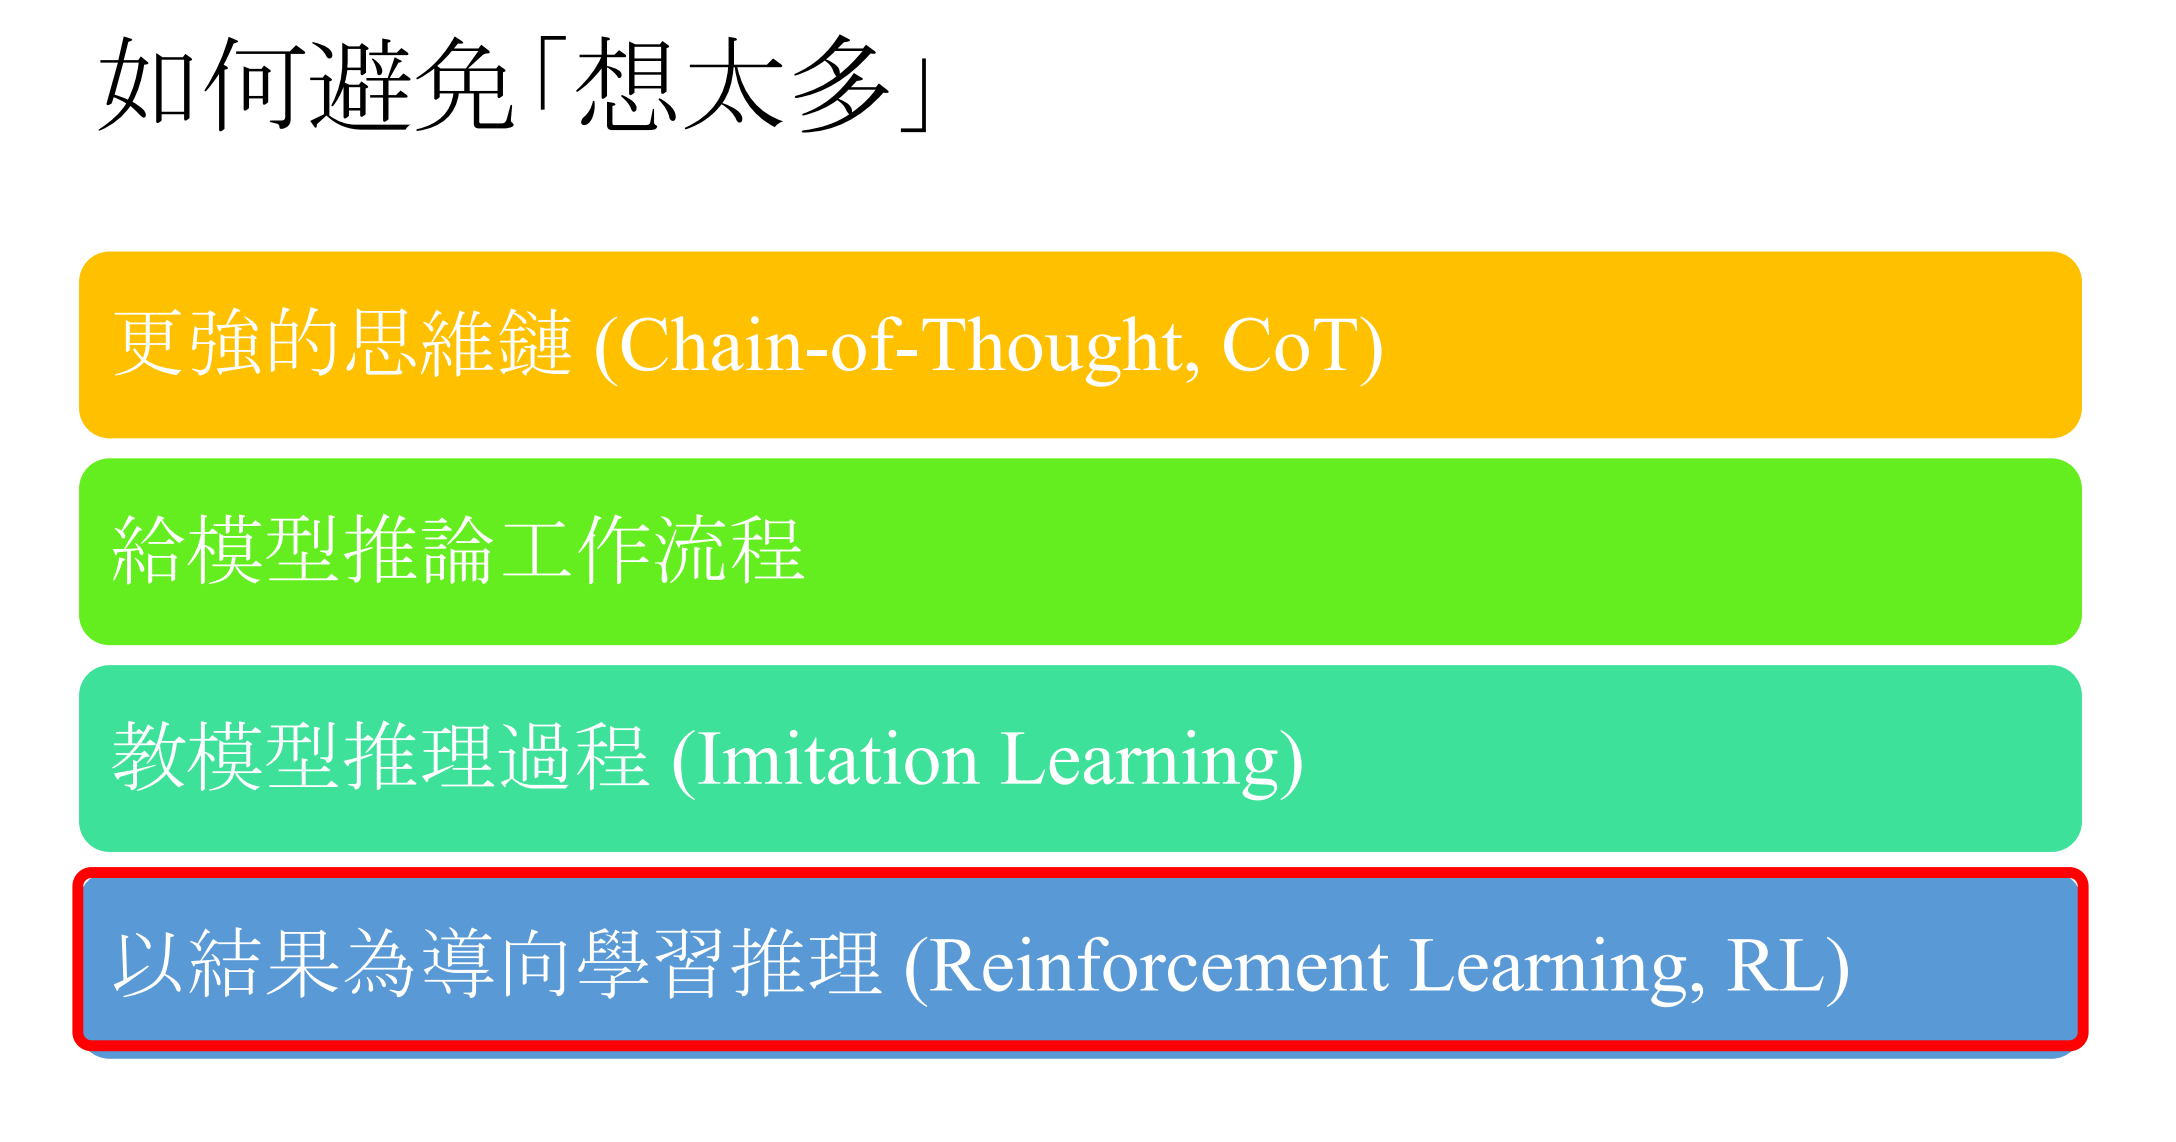 如何避免「想太多」
更強的思維鏈 (Chain-of-Thought, CoT)
給模型推論工作流程
教模型推理過程 (Imitation Learning)
以結果為導向學習推理 (Reinforcement Learning, RL)